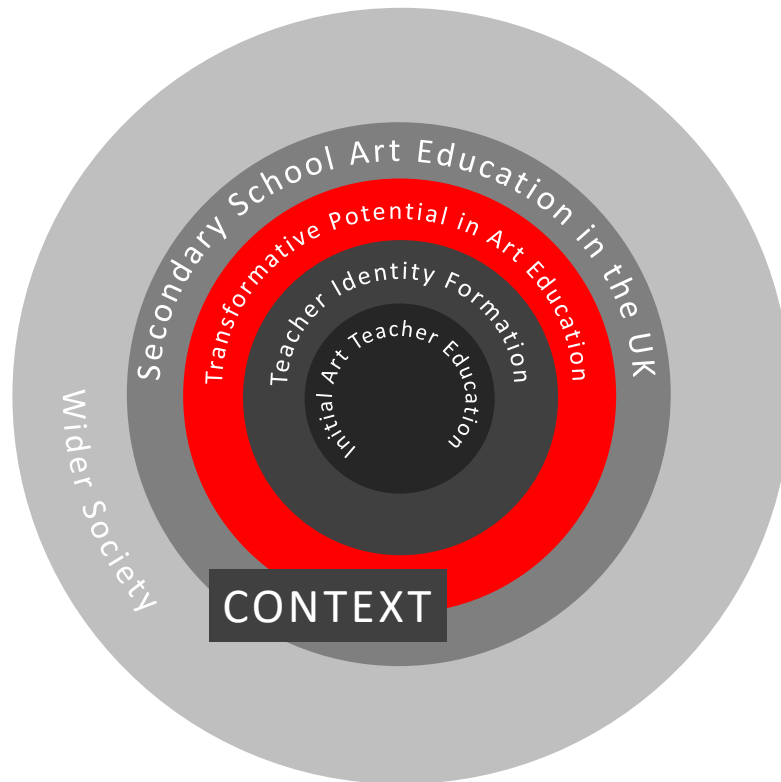 Secondary School Art Education in the UK
Transformative Potential in Art Education
Teacher Identity Formation
Initial Art Teacher Education
Wider Society
CONTEXT